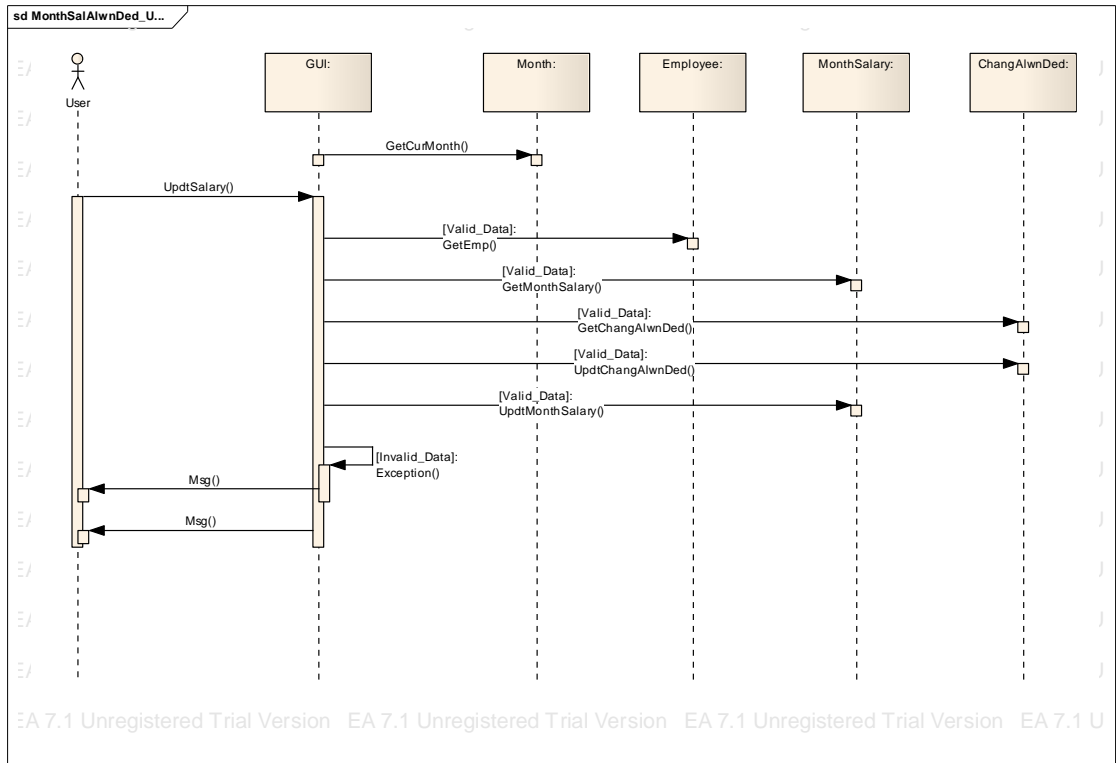 sd MonthSalAlwnDed_U...
User
GUI:
Month:
Employee:
MonthSalary:
ChangAlwnDed:
GetCurMonth()
UpdtSalary()
[Valid_Data]:
GetEmp()
[Valid_Data]:
GetMonthSalary()
[Valid_Data]:
GetChangAlwnDed()
[Valid_Data]:
UpdtChangAlwnDed()
[Valid_Data]:
UpdtMonthSalary()
[Invalid_Data]:
Exception()
Msg()
Msg()
EA 7.1 Unregistered Trial Version EA 7.1 Unregistered Trial Version EA 7.1 Unregistered Trial Version EA 7.1 U